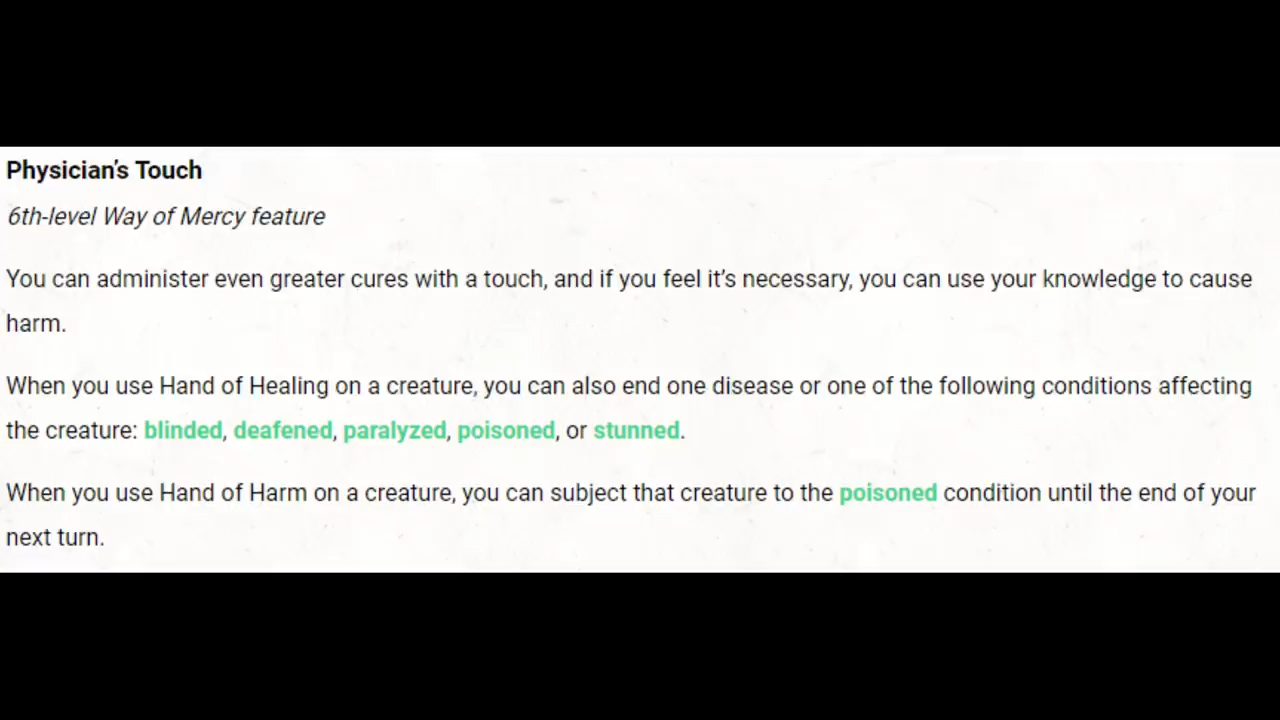 Physician’s Touch
6th-level Way of Mercy feature
You can administer even greater cures with a touch, and if you feel it’s necessary, you can use your knowledge to cause
harm.
When you use Hand of Healing on a creature, you can also end one disease or one of the following conditions affecting
the creature: blinded, deafened, paralyzed, poisoned, or stunned.
When you use Hand of Harm on a creature, you can subject that creature to the poisoned condition until the end of your
next turn.